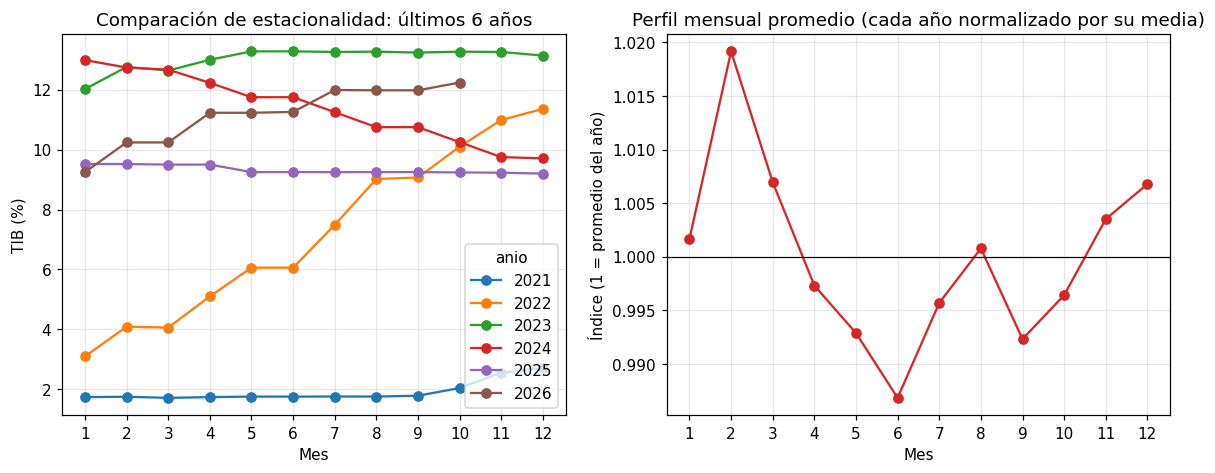 Comparación de estacionalidad: últimos 6 años
TIB (%)
12
10
8
6
4
2
anio
2021
2022
2023
2024
2025
2026
1 2 3 4 5 6 7 8 9 10 11 12
Mes
Perfil mensual promedio (cada año normalizado por su media)
Índice (1 = promedio del año)
1.020
1.015
1.010
1.005
1.000
0.995
0.990
1 2 3 4 5 6 7 8 9 10 11 12
Mes